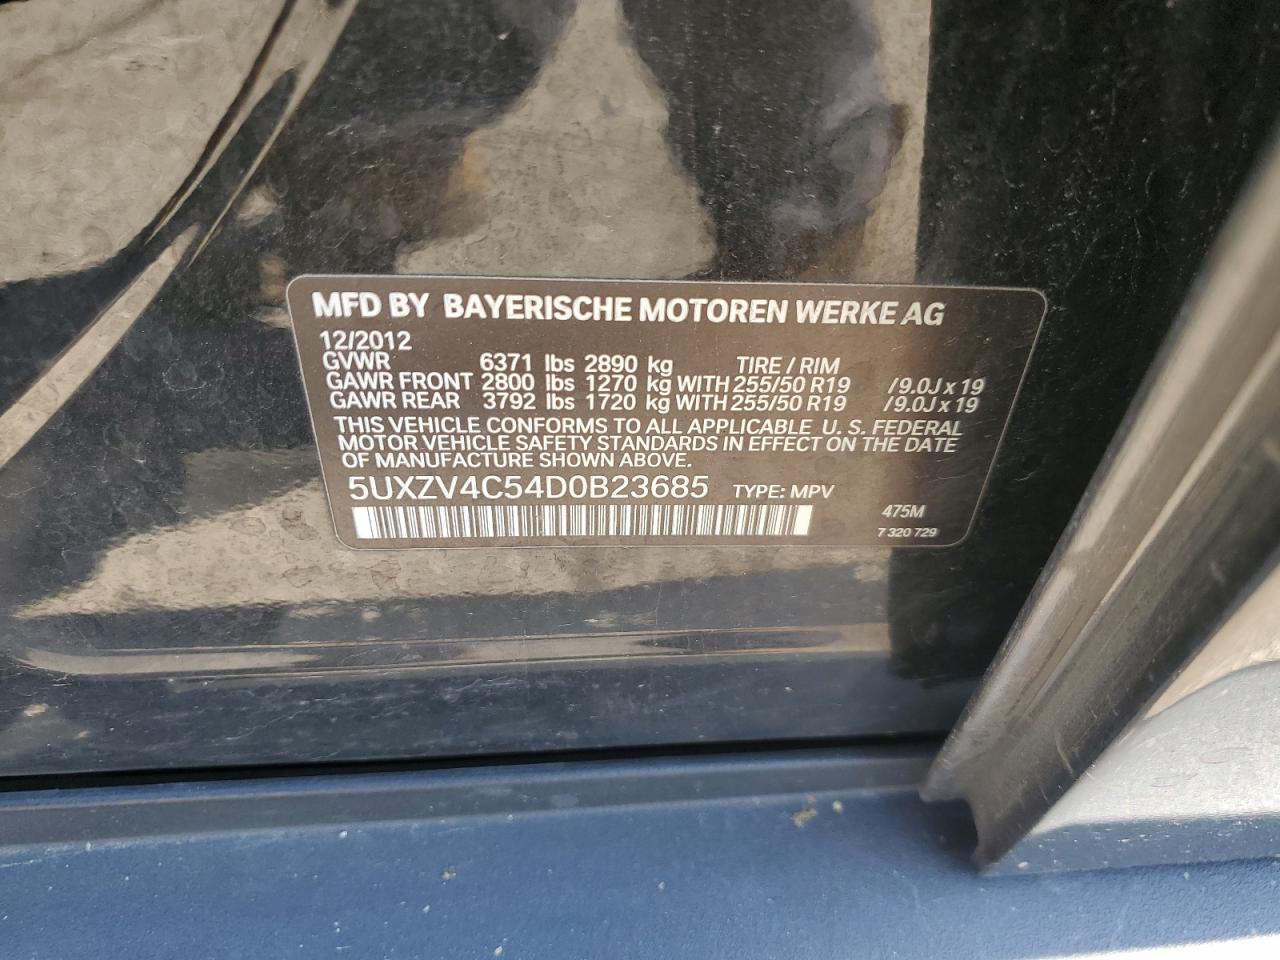 MFD BY BAYERISCHE MOTOREN WERKE AG
12/2012
GVWR 6371 lbs 2890 kg TIRE / RIM
GAWR FRONT 2800 lbs 1270 kg WITH 255/50 R19 /9.0J x 19
GAWR REAR 3792 lbs 1720 kg WITH 255/50 R19 /9.0J x 19
THIS VEHICLE CONFORMS TO ALL APPLICABLE U. S. FEDERAL
MOTOR VEHICLE SAFETY STANDARDS IN EFFECT ON THE DATE
OF MANUFACTURE SHOWN ABOVE.
5UXZV4C54D0B23685 TYPE: MPV
475M
7 320 729